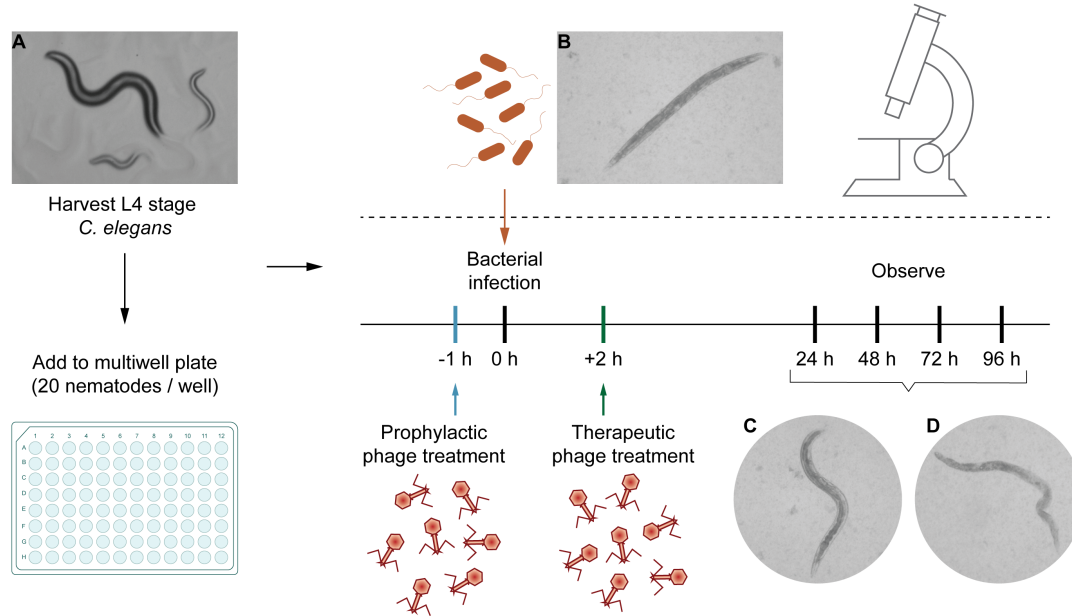 A
Harvest L4 stage
C. elegans
Add to multiwell plate
(20 nematodes / well)
1 2 3 4 5 6 7 8 9 10 11 12
A
B
C
D
E
F
G
H
B
Bacterial
infection
Observe
-1 h 0 h +2 h 24 h 48 h 72 h 96 h
Prophylactic
phage treatment
Therapeutic
phage treatment
C
D